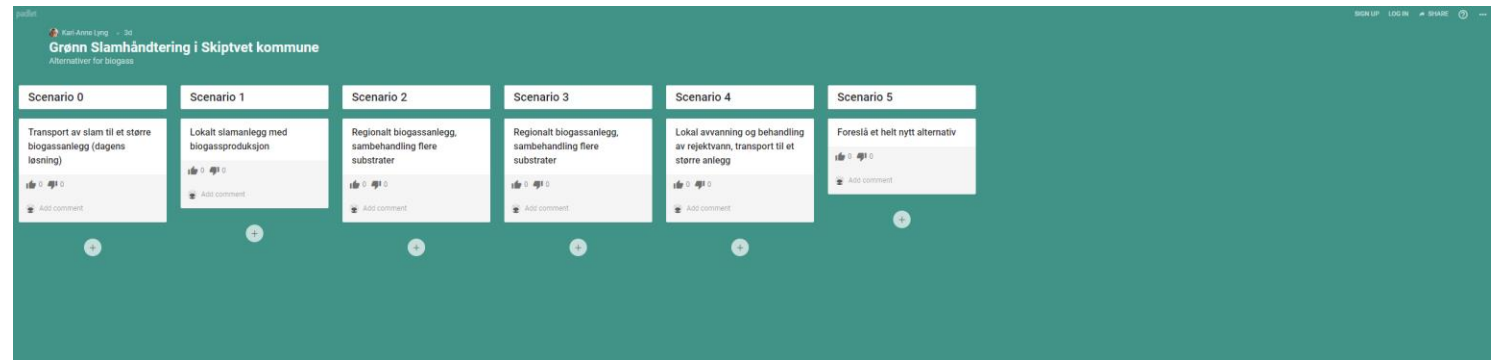 padlet
SIGN UP LOG IN SHARE
Kari Anne Lyng • 3d
Grønn Slamhåndtering i Skiptvet kommune
Alternativer for biogass
Scenario 0
Transport av slam til et større
biogassanlegg (dagens
løsning)
0 0
Add comment
Scenario 1
Lokalt slamanlegg med
biogassproduksjon
0 0
Add comment
Scenario 2
Regionalt biogassanlegg,
sambehandling flere
substrater
0 0
Add comment
Scenario 3
Regionalt biogassanlegg,
sambehandling flere
substrater
0 0
Add comment
Scenario 4
Lokal avvanning og behandling
av rejektvann, transport til et
større anlegg
0 0
Add comment
Scenario 5
Foreslå et helt nytt alternativ
0 0
Add comment